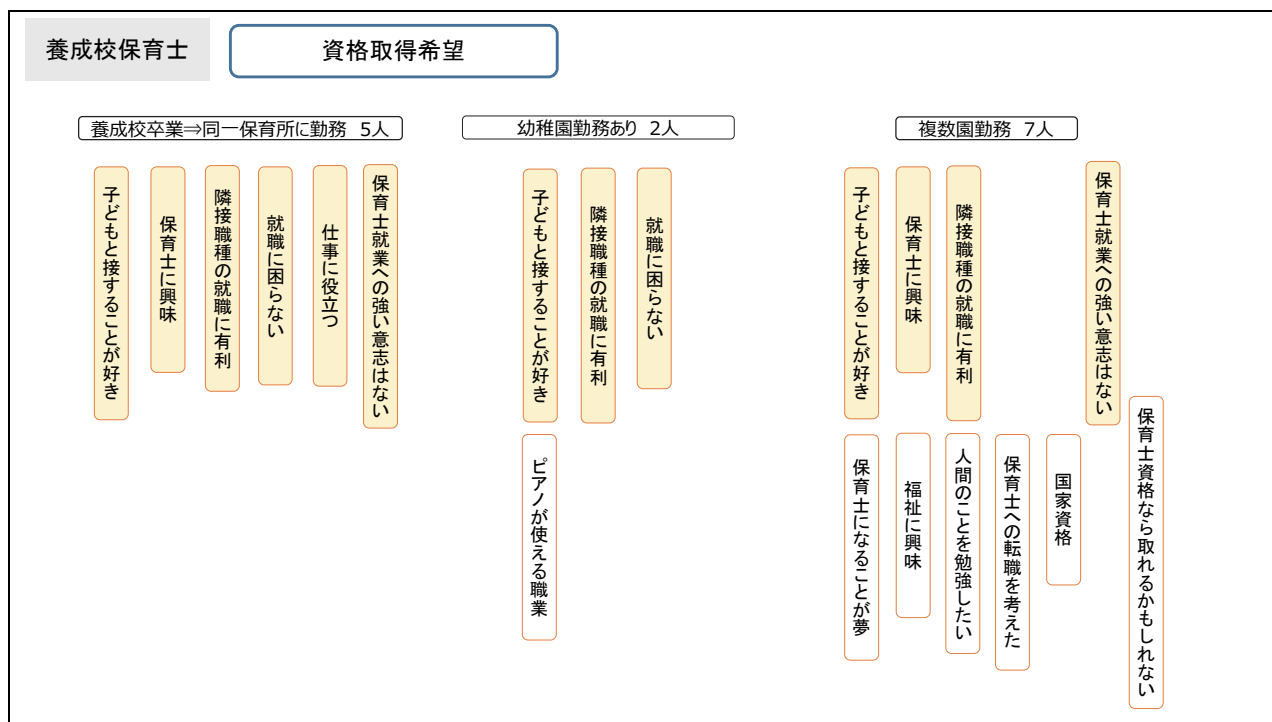 養成校保育士
資格取得希望
養成校卒業⇒同一保育所に勤務 5人
子どもと接することが好き
保育士に興味
隣接職種の就職に有利
就職に困らない
仕事に役立つ
保育士就業への強い意志はない
幼稚園勤務あり 2人
子どもと接することが好き
隣接職種の就職に有利
就職に困らない
ピアノが使える職業
複数園勤務 7人
子どもと接することが好き
保育士に興味
隣接職種の就職に有利
保育士就業への強い意志はない
保育士になることが夢
福祉に興味
人間のことを勉強したい
保育士への転職を考えた
国家資格
保育士資格なら取れるかもしれない